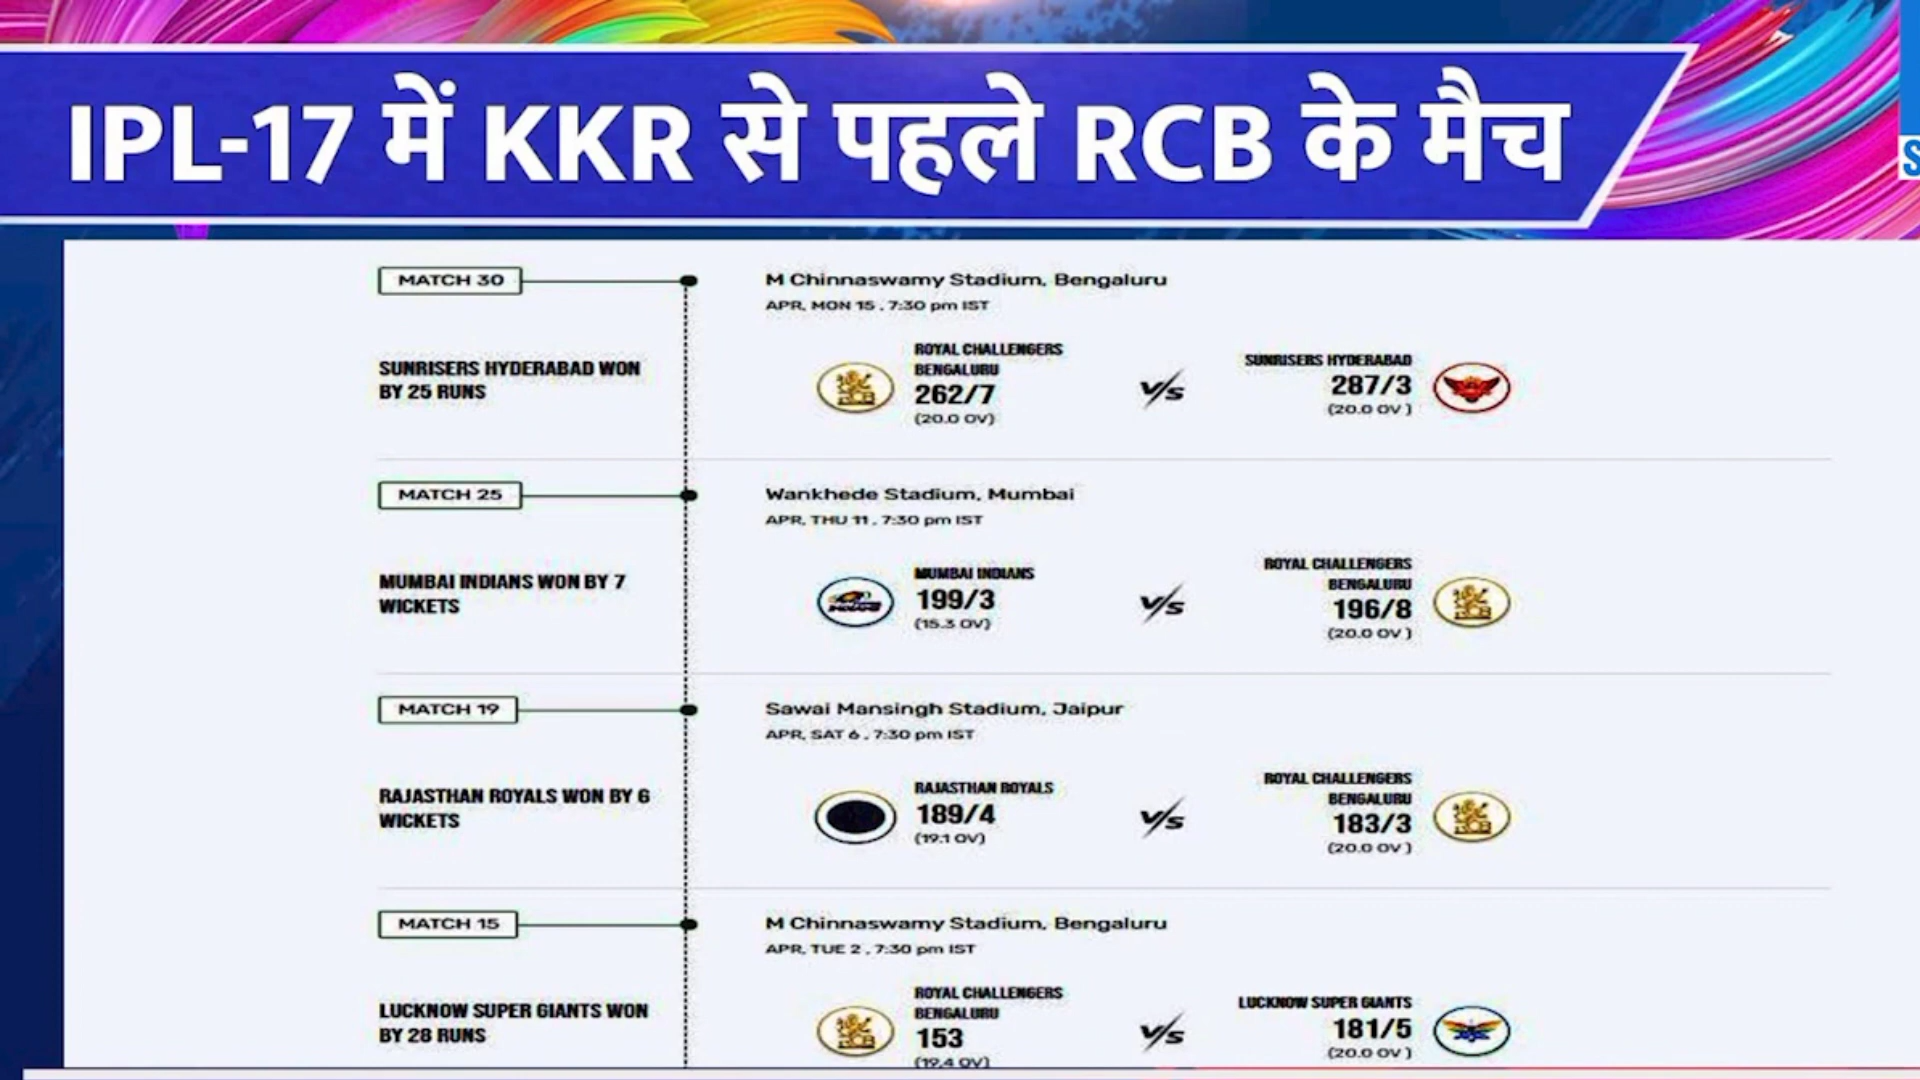 IPL-17 में KKR से पहले RCB के मैच
S
MATCH 30
M Chinnaswamy Stadium, Bengaluru
APR, MON 15 , 7:30 pm IST
SUNRISERS HYDERABAD WON
BY 25 RUNS
ROYAL CHALLENGERS
BENGALURU
262/7
(20.0 OV)
V/S
SUNRISERS HYDERABAD
287/3
(20.0 OV )
MATCH 25
Wankhede Stadium, Mumbai
APR, THU 11 , 7:30 pm IST
MUMBAI INDIANS WON BY 7
WICKETS
MUMBAI INDIANS
199/3
(15.3 OV)
V/S
ROYAL CHALLENGERS
BENGALURU
196/8
(20.0 OV )
MATCH 19
Sawai Mansingh Stadium, Jaipur
APR, SAT 6 , 7:30 pm IST
RAJASTHAN ROYALS WON BY 6
WICKETS
RAJASTHAN ROYALS
189/4
(19.1 OV)
V/S
ROYAL CHALLENGERS
BENGALURU
183/3
(20.0 OV )
MATCH 15
M Chinnaswamy Stadium, Bengaluru
APR, TUE 2 , 7:30 pm IST
LUCKNOW SUPER GIANTS WON
BY 28 RUNS
ROYAL CHALLENGERS
BENGALURU
153
(19.4 OV)
V/S
LUCKNOW SUPER GIANTS
181/5
(20.0 OV )